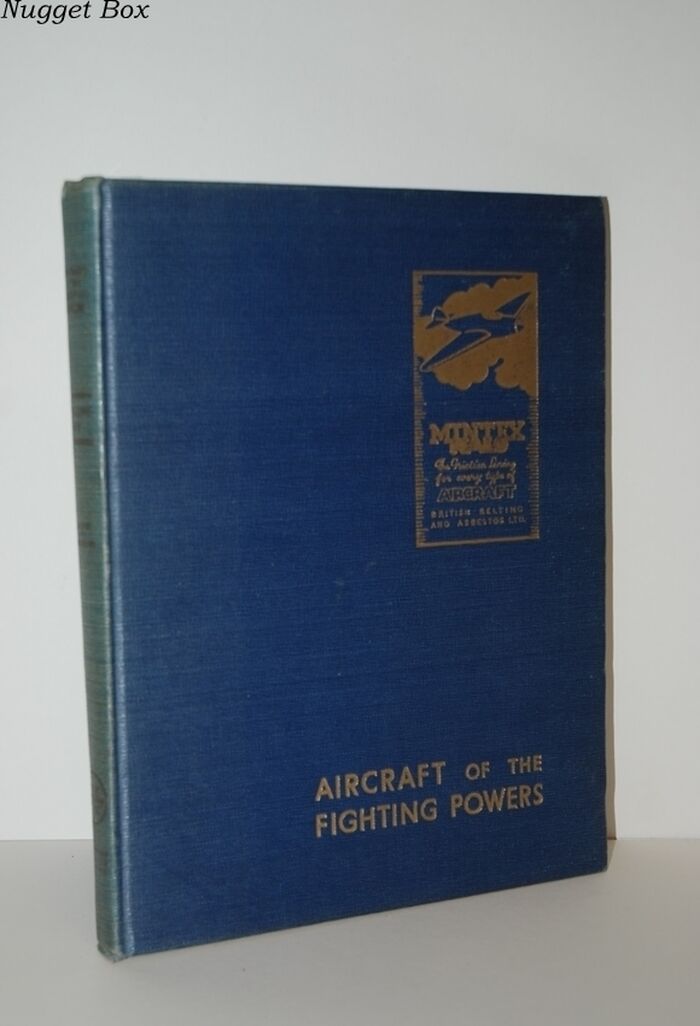 Nugget Box
MINTEX
The Friction Lining
for every type of
AIRCRAFT
BRITISH BELTING
AND ASBESTOS LTD.
AIRCRAFT OF THE
FIGHTING POWERS